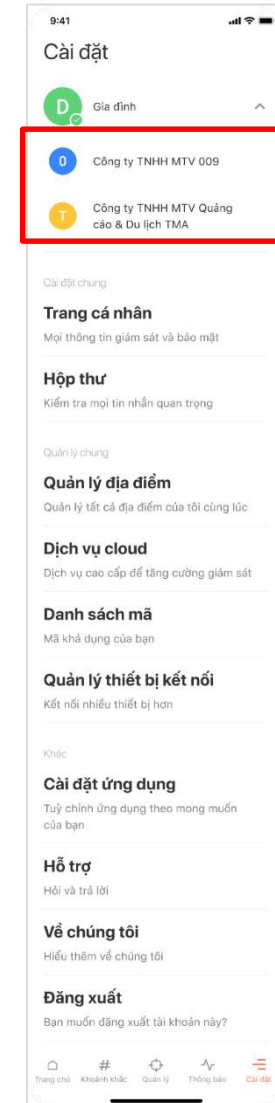 9:41
Cài đặt
D
Gia đình
0
Công ty TNHH MTV 009
T
Công ty TNHH MTV Quảng
cáo & Du lịch TMA
Cài đặt chung
Trang cá nhân
Mọi thông tin giám sát và bảo mật
Hộp thư
Kiểm tra mọi tin nhắn quan trọng
Quản lý chung
Quản lý địa điểm
Quản lý tất cả địa điểm của tôi cùng lúc
Dịch vụ cloud
Dịch vụ cao cấp để tăng cường giám sát
Danh sách mã
Mã khả dụng của bạn
Quản lý thiết bị kết nối
Kết nối nhiều thiết bị hơn
Khác
Cài đặt ứng dụng
Tuỳ chỉnh ứng dụng theo mong muốn
của bạn
Hỗ trợ
Hỏi và trả lời
Về chúng tôi
Hiểu thêm về chúng tôi
Đăng xuất
Bạn muốn đăng xuất tài khoản này?
Trang chủ Khoảnh khắc Quản lý Thông báo Cài đặt